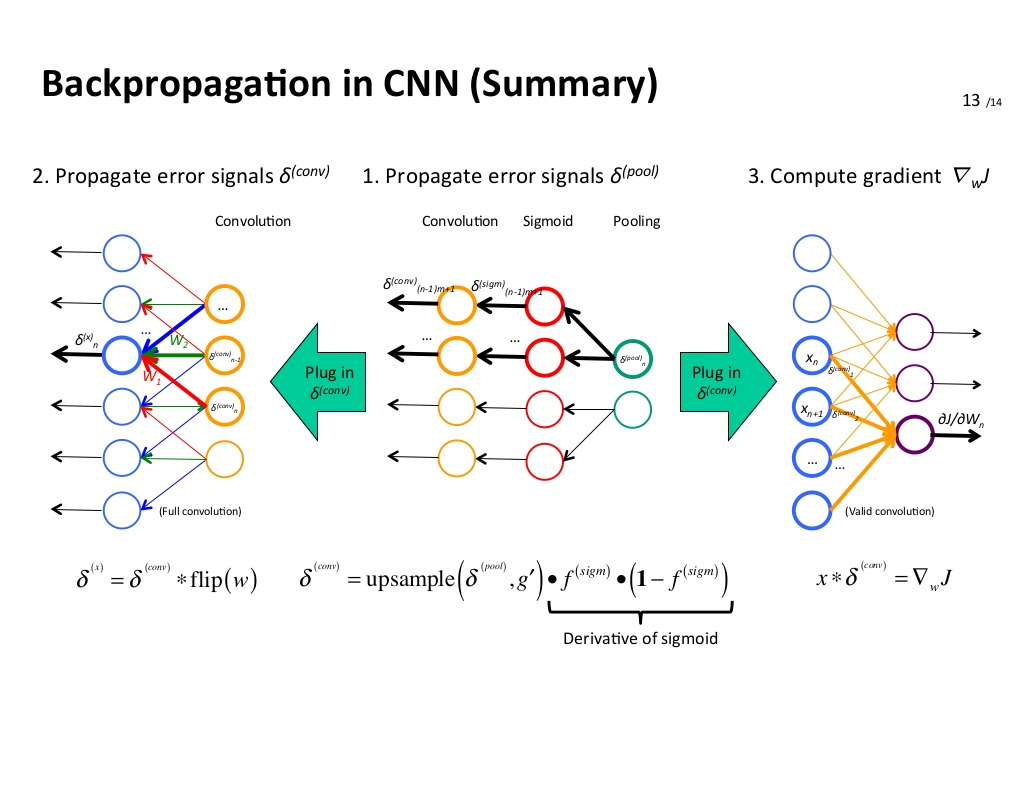 Backpropagation in CNN (Summary)
13 /14
2. Propagate error signals δ(conv)
1. Propagate error signals δ(pool)
3. Compute gradient ∇wJ
Convolution
Convolution
Sigmoid
Pooling
δ(x)n
...
W2
W1
...
δ(conv)n-1
δ(conv)n
(Full convolution)
Plug in
δ(conv)
δ(conv)(n-1)m+1
δ(sigm)(n-1)m+1
...
...
δ(pool)n
Plug in
δ(conv)
xn
xn+1
...
δ(conv)1
δ(conv)2
...
∂J/∂Wn
(Valid convolution)
δ(x) = δ(conv) ∗ flip(w)
δ(conv) = upsample(δ(pool), g′) • f(sigm) • (1 − f(sigm))
x ∗ δ(conv) = ∇wJ
Derivative of sigmoid